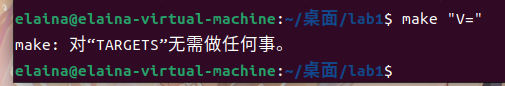 elaina@elaina-virtual-machine:~/桌面/lab1$ make "V="
make: 对“TARGETS”无需做任何事。
elaina@elaina-virtual-machine:~/桌面/lab1$